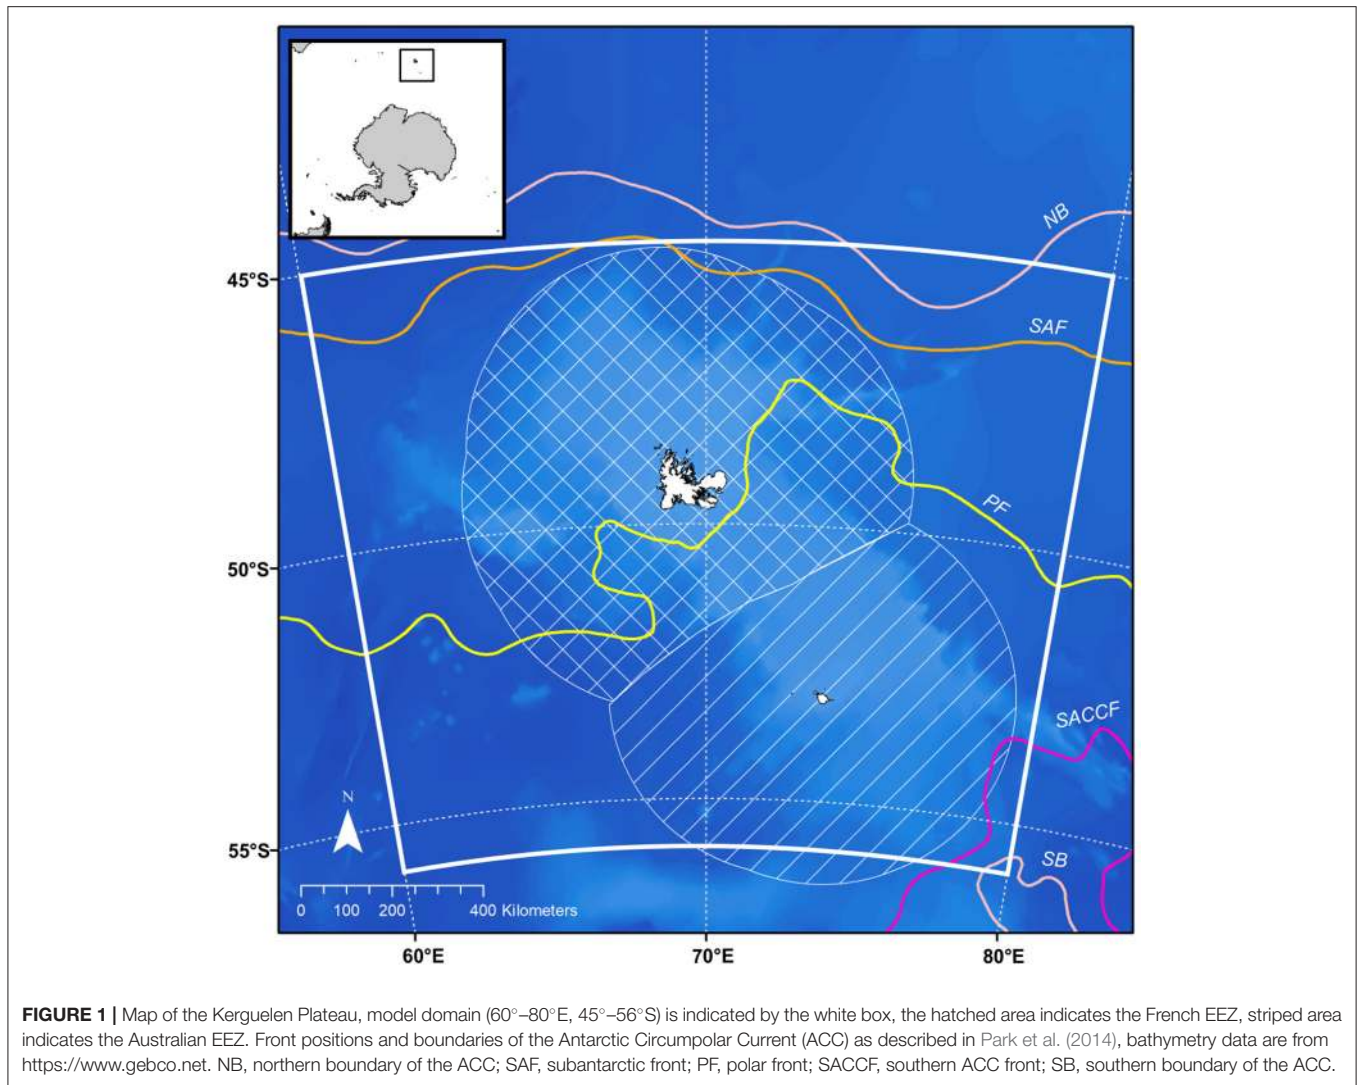 NB
45°S
SAF
PF
50°S
SACCF
N
55°S
SB
0 100 200 400 Kilometers
60°E 70°E 80°E
FIGURE 1 | Map of the Kerguelen Plateau, model domain (60°–80°E, 45°–56°S) is indicated by the white box, the hatched area indicates the French EEZ, striped area
indicates the Australian EEZ. Front positions and boundaries of the Antarctic Circumpolar Current (ACC) as described in Park et al. (2014), bathymetry data are from
https://www.gebco.net. NB, northern boundary of the ACC; SAF, subantarctic front; PF, polar front; SACCF, southern ACC front; SB, southern boundary of the ACC.